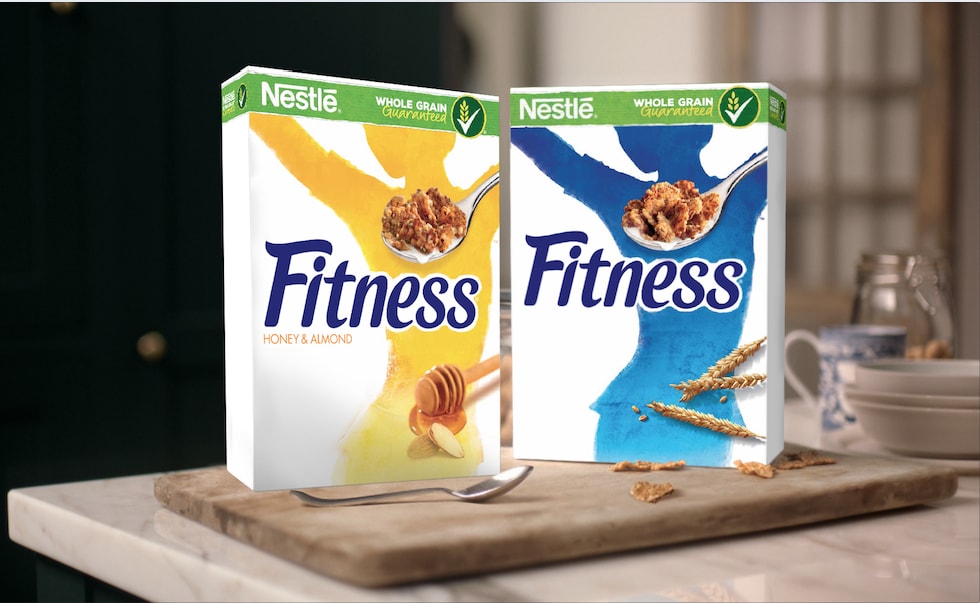 Nestlé®
WHOLE GRAIN
Guaranteed
Fitness
HONEY & ALMOND
Nestlé®
WHOLE GRAIN
Guaranteed
Fitness